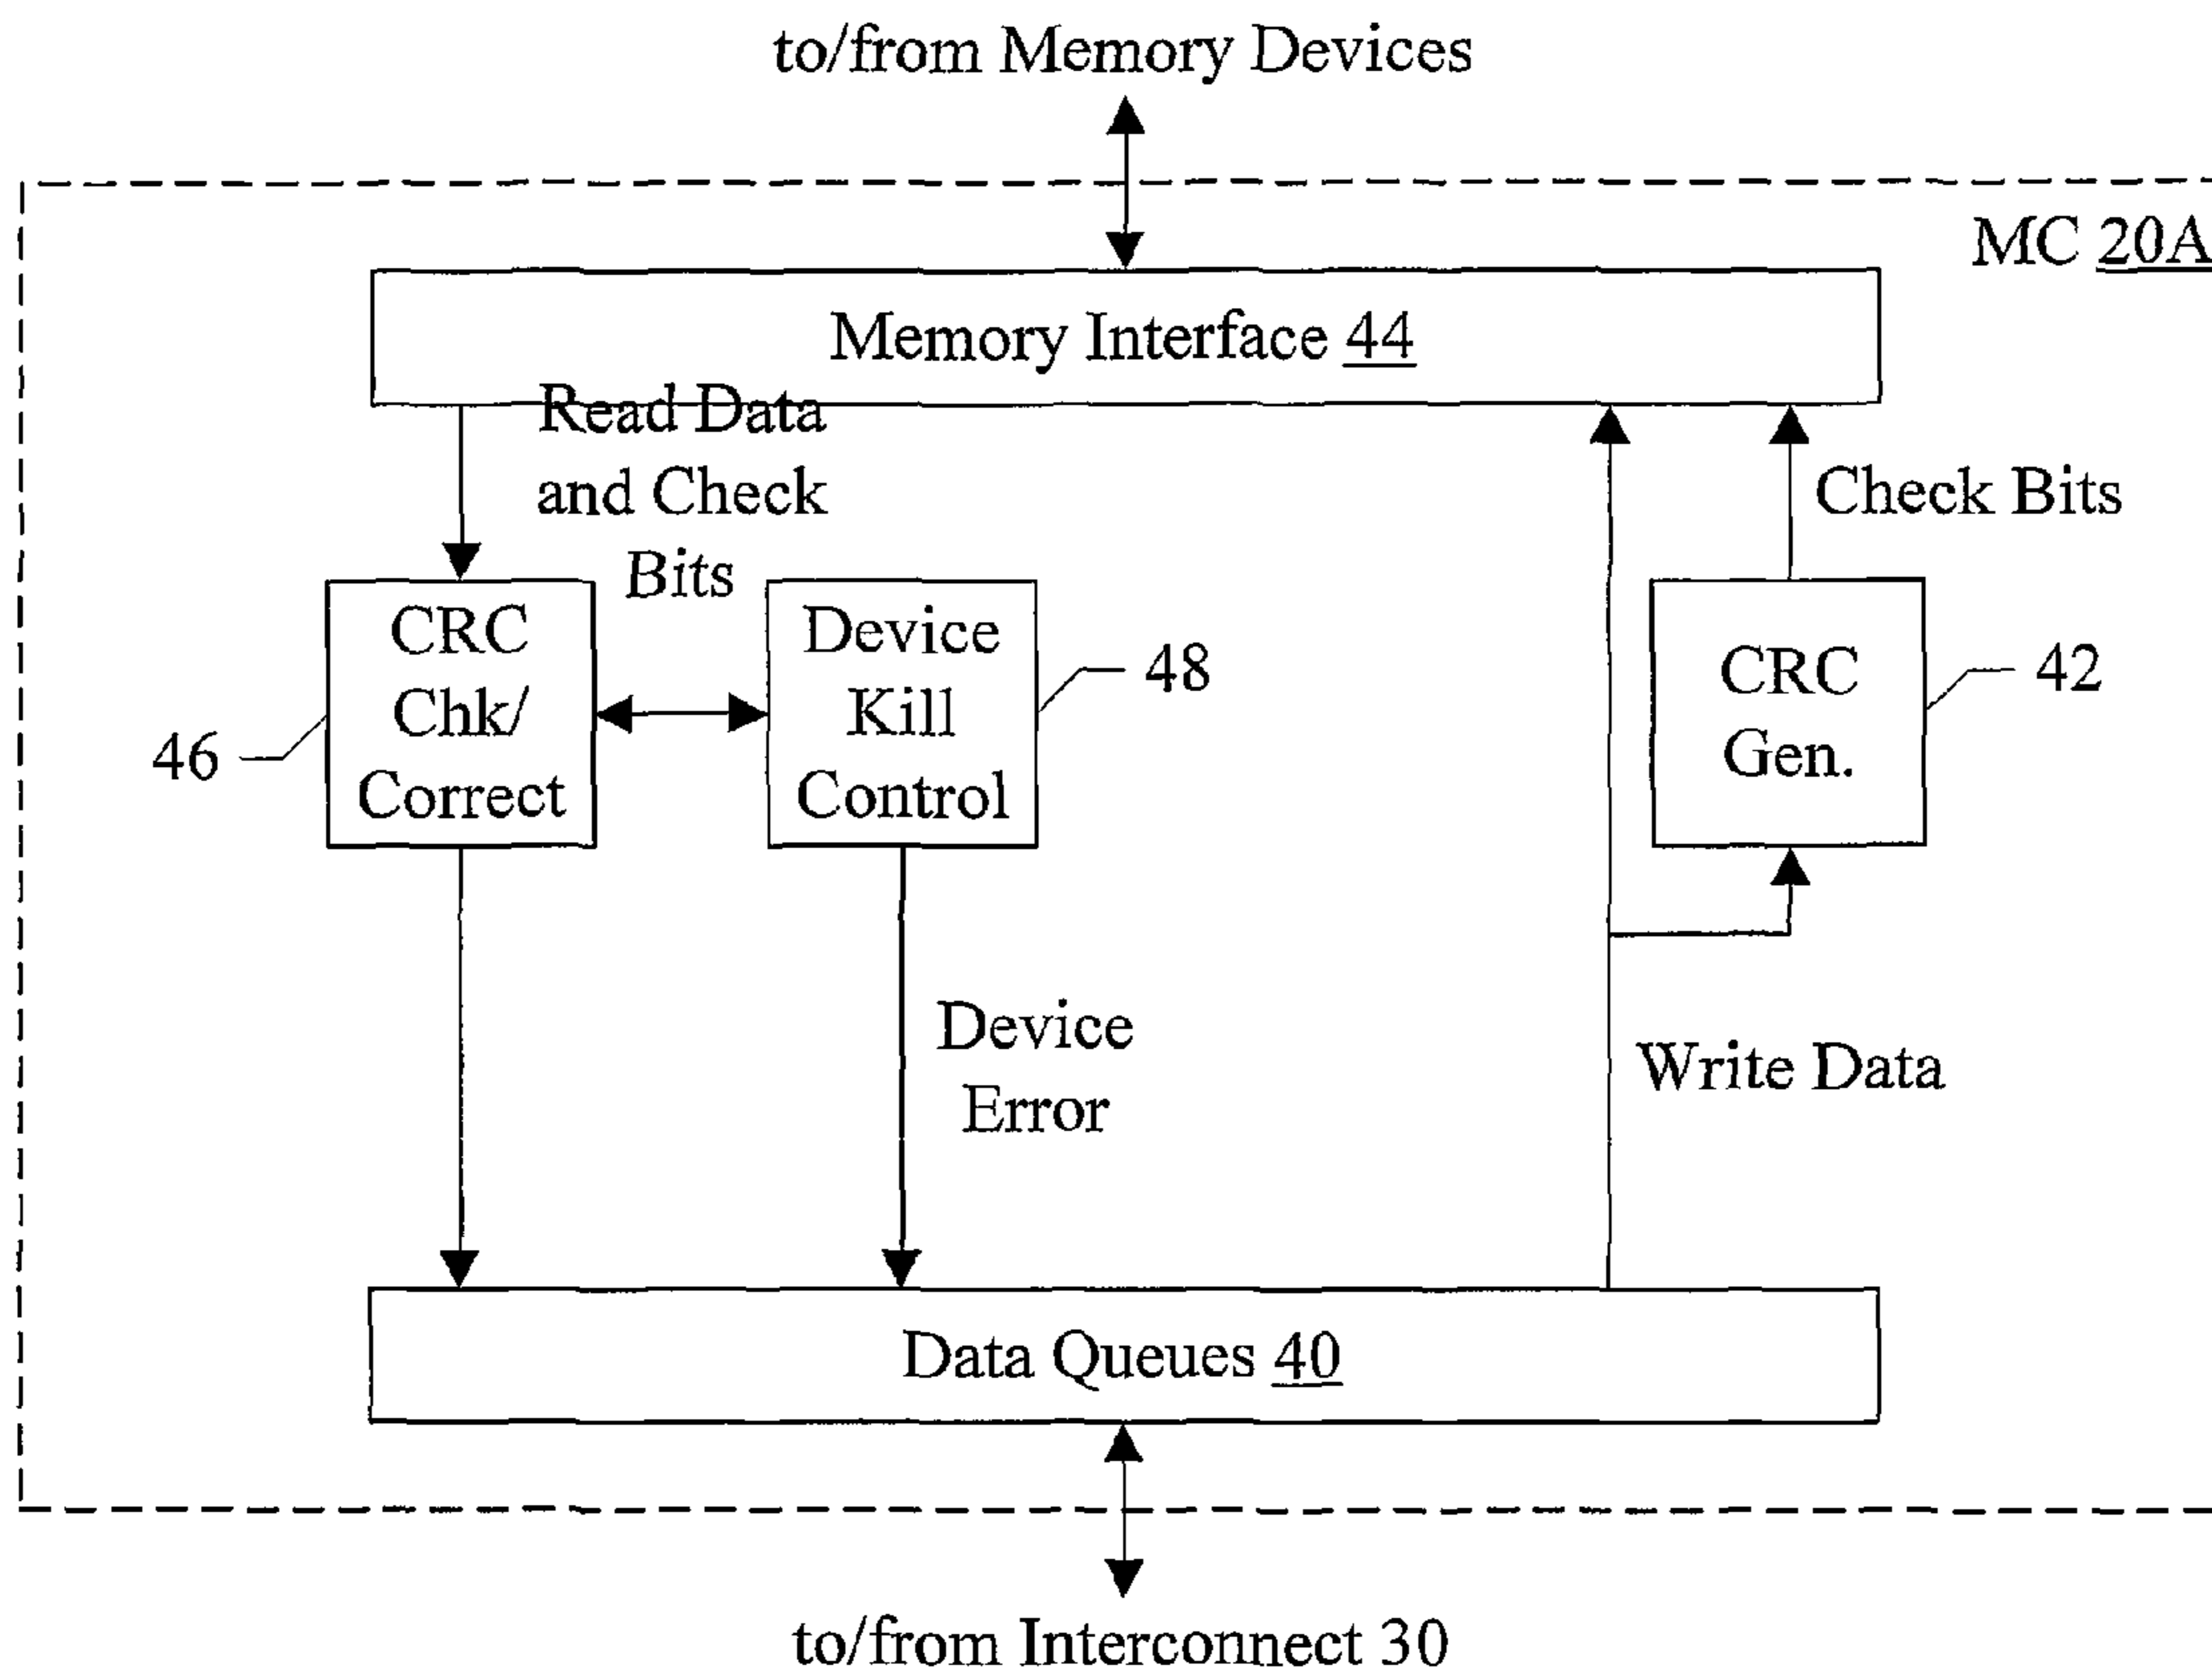 to/from Memory Devices
MC 20A
Memory Interface 44
Read Data
and Check
Bits
Check Bits
CRC
Chk/
Correct
46
Device
Kill
Control
48
CRC
Gen.
42
Device
Error
Write Data
Data Queues 40
to/from Interconnect 30